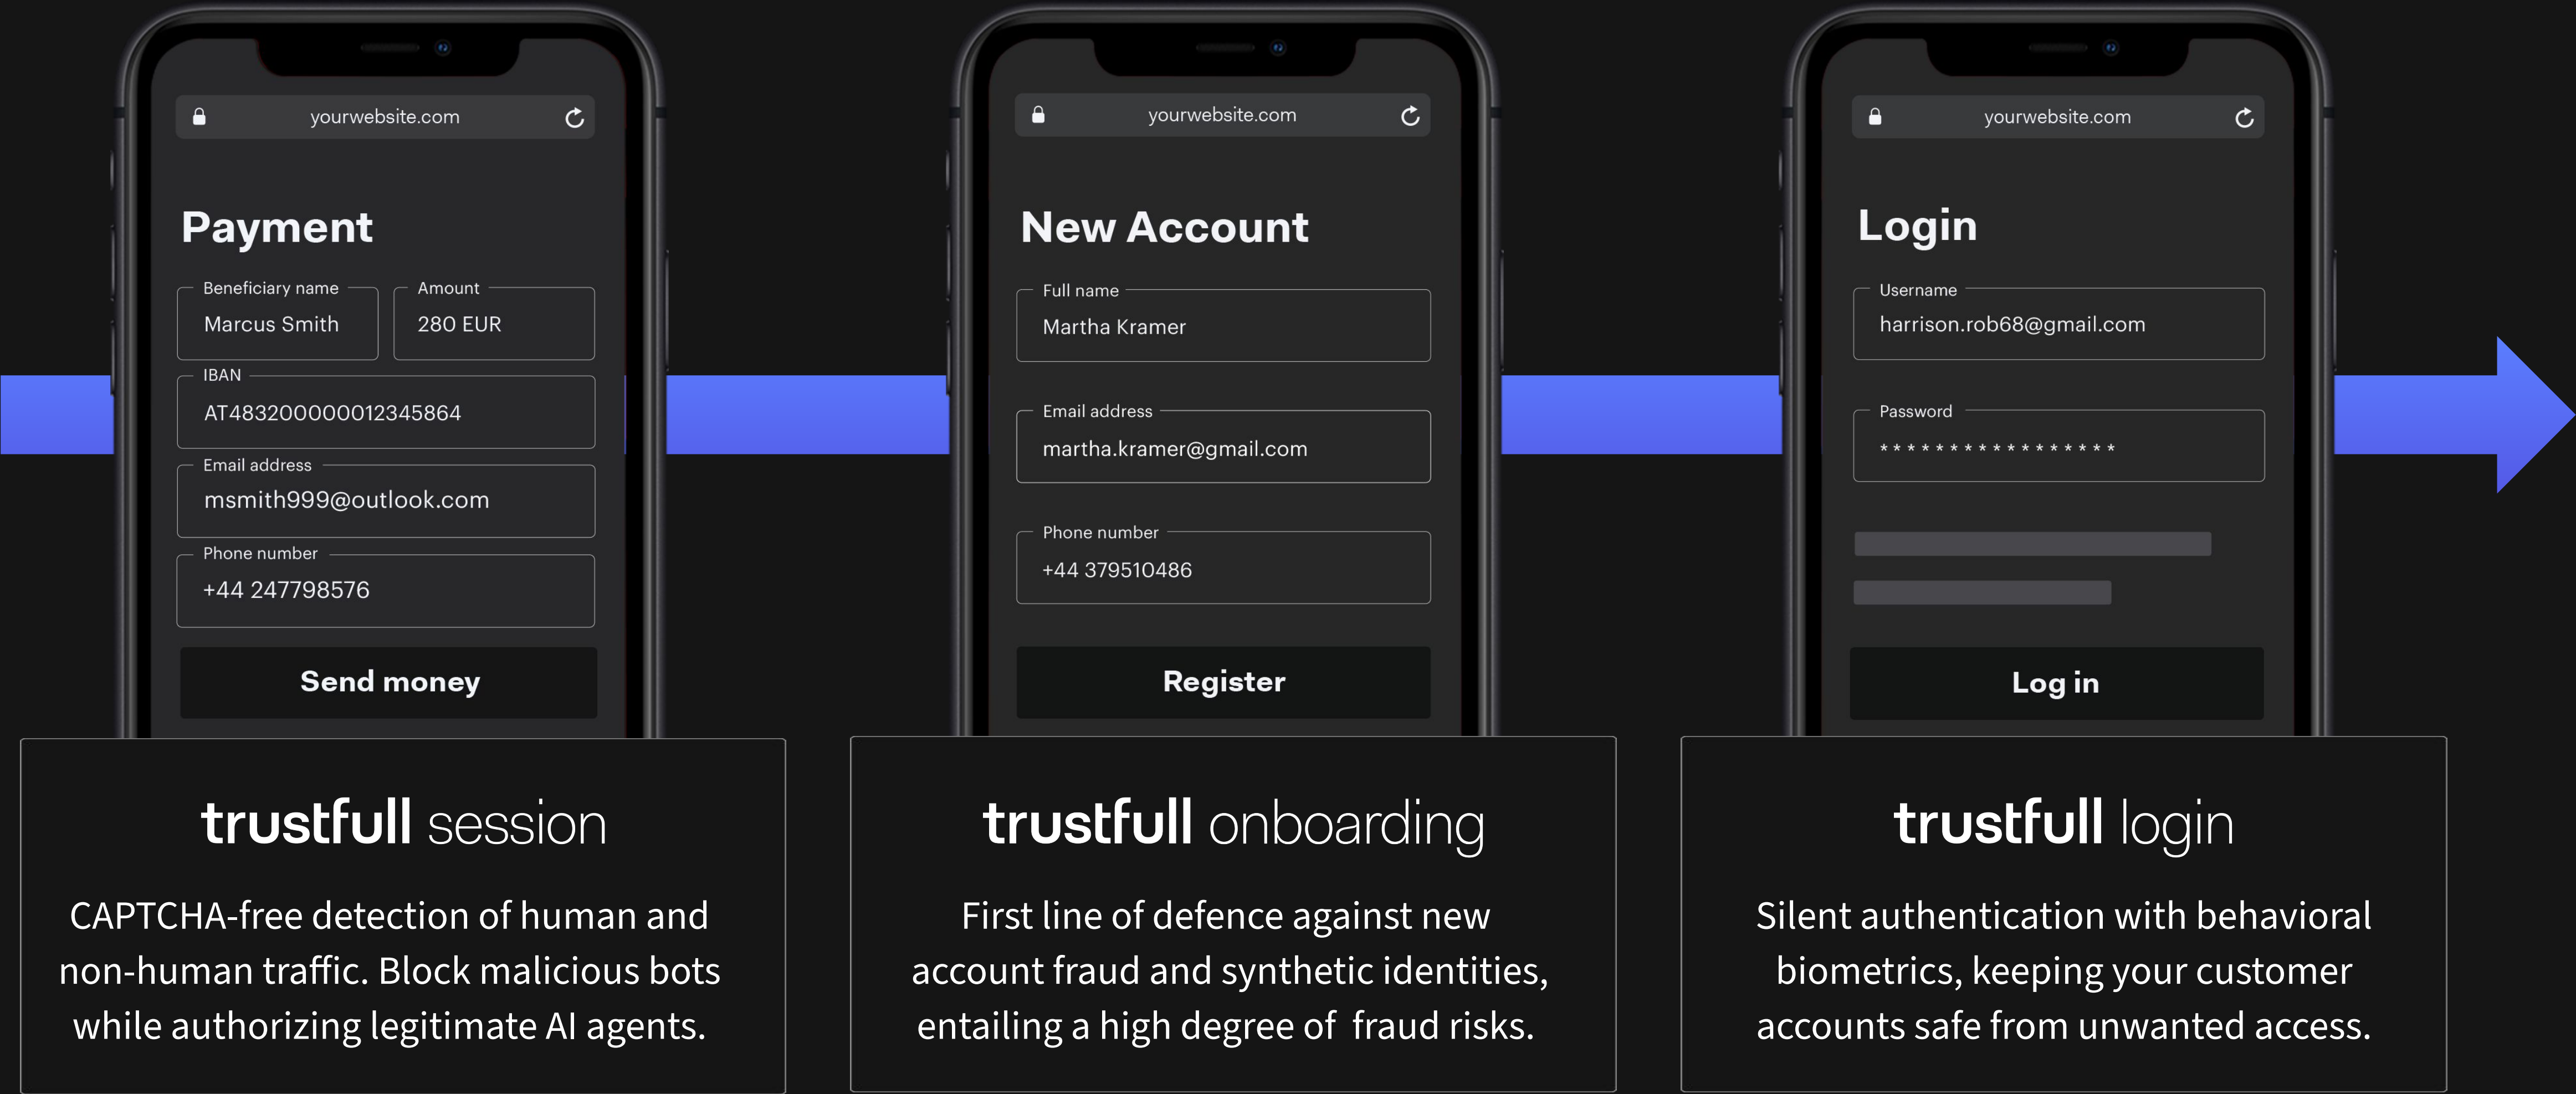 yourwebsite.com
Payment
Beneficiary name
Marcus Smith
Amount
280 EUR
IBAN
AT483200000012345864
Email address
msmith999@outlook.com
Phone number
+44 247798576
Send money
trustfull session
CAPTCHA-free detection of human and
non-human traffic. Block malicious bots
while authorizing legitimate AI agents.
yourwebsite.com
New Account
Full name
Martha Kramer
Email address
martha.kramer@gmail.com
Phone number
+44 379510486
Register
trustfull onboarding
First line of defence against new
account fraud and synthetic identities,
entailing a high degree of  fraud risks.
yourwebsite.com
Login
Username
harrison.rob68@gmail.com
Password
* * * * * * * * * * * * * * * * *
Log in
trustfull login
Silent authentication with behavioral
biometrics, keeping your customer
accounts safe from unwanted access.